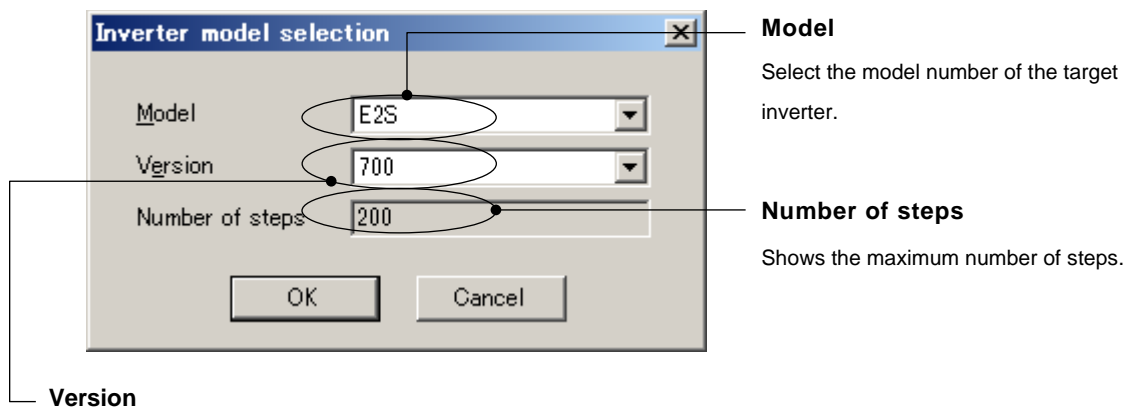 Inverter model selection
Model
Select the model number of the target
inverter.
Model E2S
Version 700
Number of steps 200
Number of steps
Shows the maximum number of steps.
OK Cancel
Version